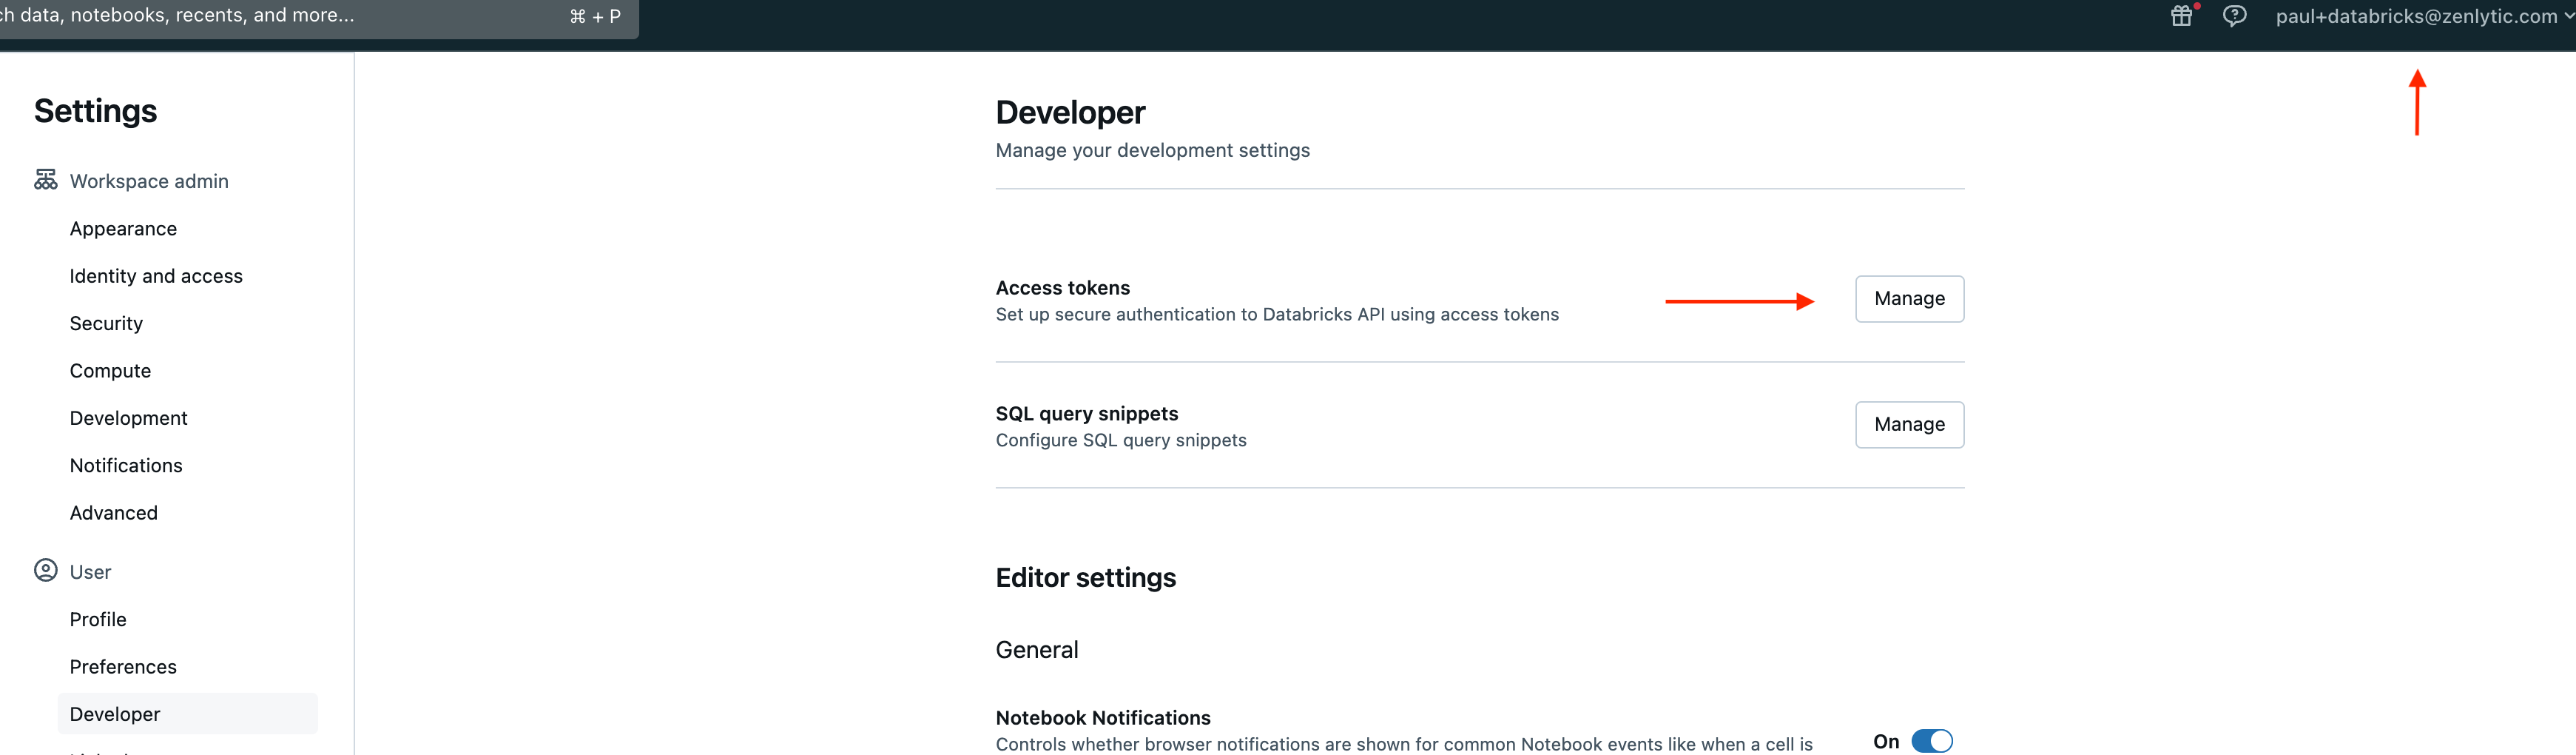 data, notebooks, recents, and more...
⌘ + P
paul+databricks@zenlytic.com
Settings
Workspace admin
Appearance
Identity and access
Security
Compute
Development
Notifications
Advanced
User
Profile
Preferences
Developer
Developer
Manage your development settings
Access tokens
Set up secure authentication to Databricks API using access tokens
Manage
SQL query snippets
Configure SQL query snippets
Manage
Editor settings
General
Notebook Notifications
Controls whether browser notifications are shown for common Notebook events like when a cell is
On